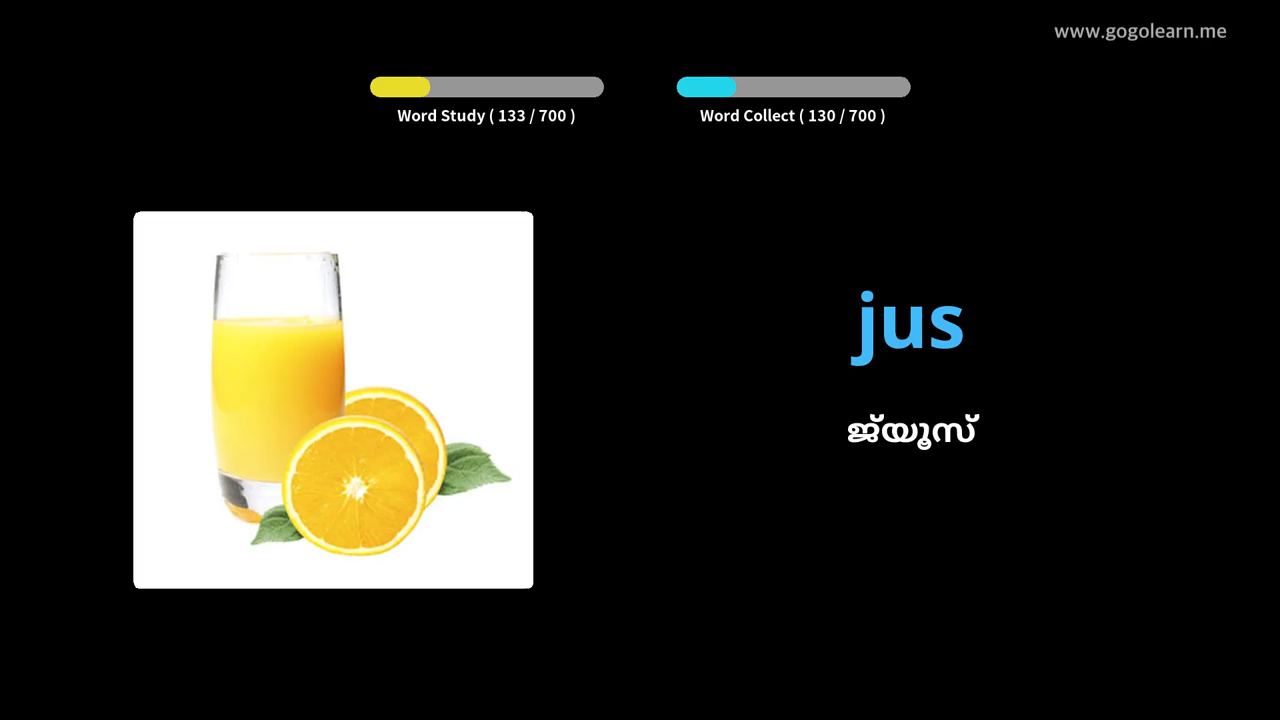 www.gogolearn.me
Word Study ( 133 / 700 )
Word Collect ( 130 / 700 )
jus
ജ്യൂസ്